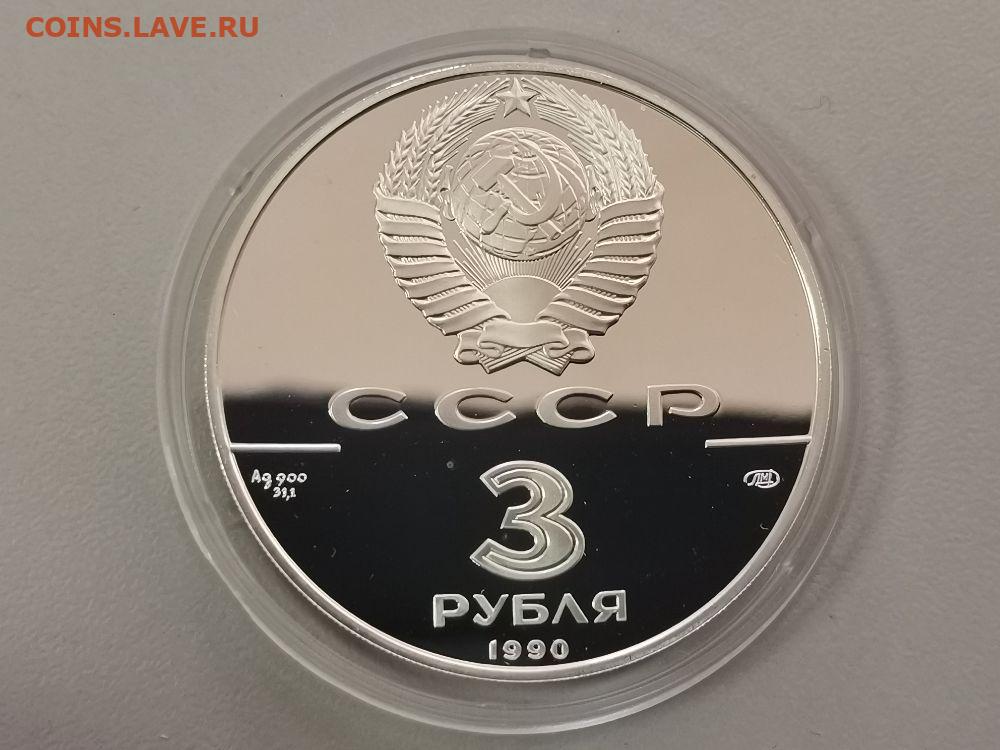 COINS.LAVE.RU
СССР
Ag 900
31,1
ЛМД
3
РУБЛЯ
1990